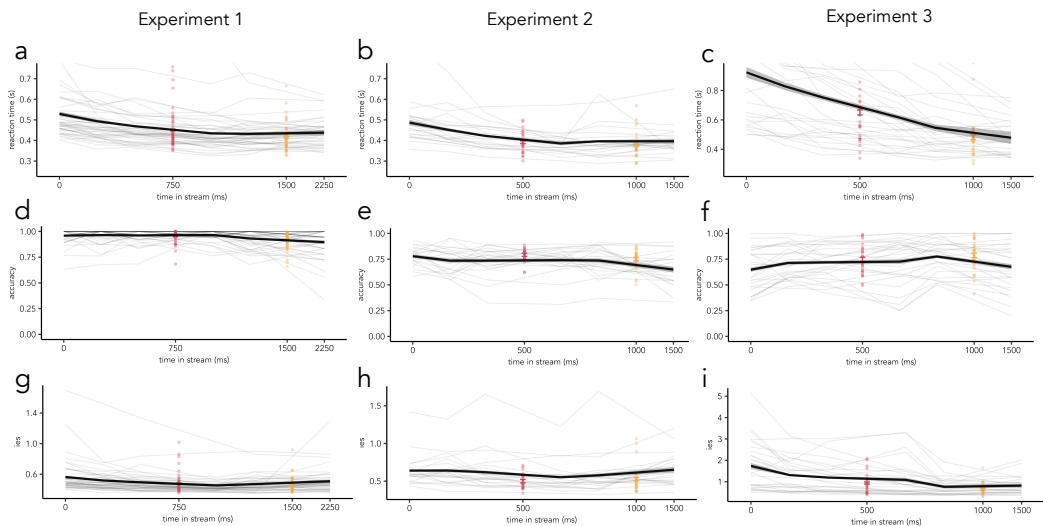 Experiment 1
Experiment 2
Experiment 3
a
b
c
reaction time (s)
0.7
0.6
0.5
0.4
0.3
0
750
1500
2250
time in stream (ms)
reaction time (s)
0.7
0.6
0.5
0.4
0.3
0
500
1000
1500
time in stream (ms)
reaction time (s)
0.8
0.6
0.4
0
500
1000
1500
time in stream (ms)
d
e
f
accuracy
1.00
0.75
0.50
0.25
0.00
0
750
1500
2250
time in stream (ms)
accuracy
1.00
0.75
0.50
0.25
0.00
0
500
1000
1500
time in stream (ms)
accuracy
1.00
0.75
0.50
0.25
0.00
0
500
1000
1500
time in stream (ms)
g
h
i
ies
1.4
1.0
0.6
0
750
1500
2250
time in stream (ms)
ies
1.5
1.0
0.5
0
500
1000
1500
time in stream (ms)
ies
5
4
3
2
1
0
500
1000
1500
time in stream (ms)